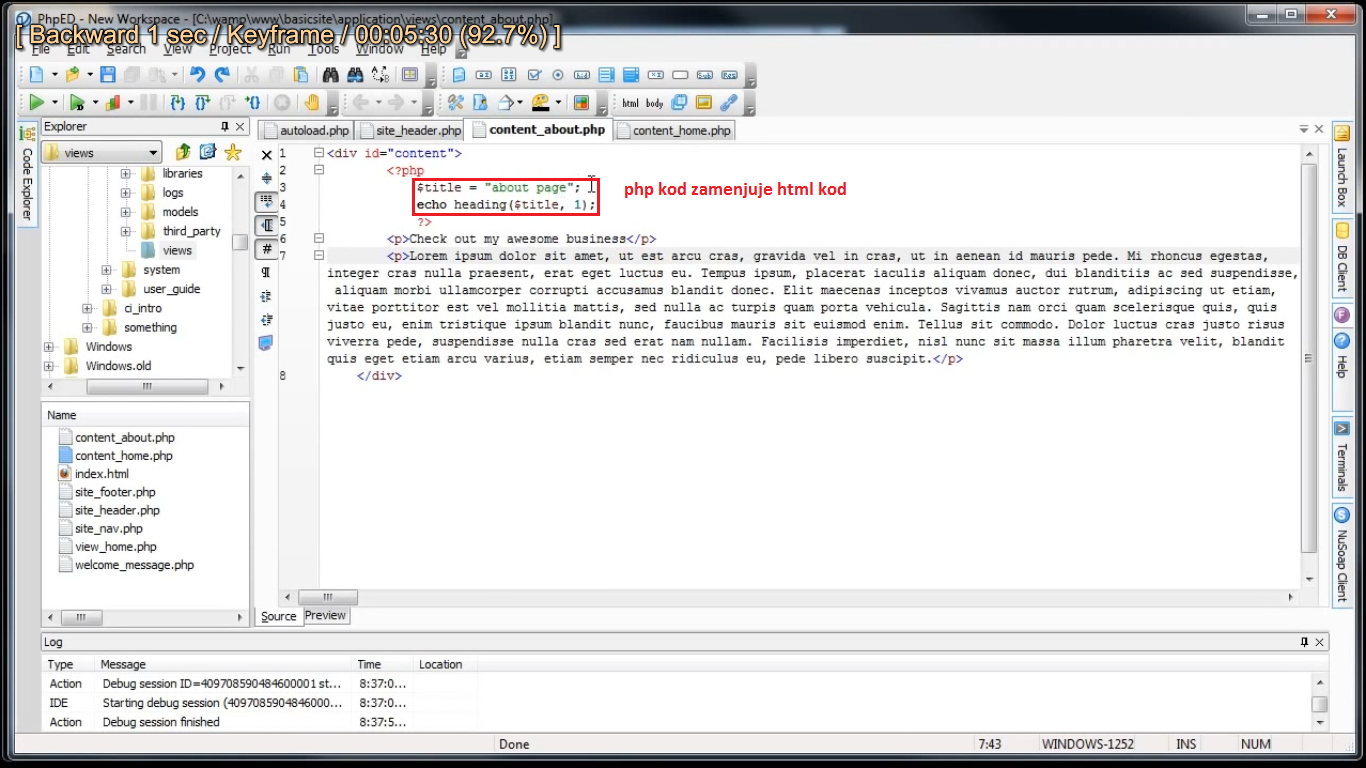 PhpED - New Workspace - [C:\wamp\www\basicsite\application\views\content_about.php]
[ Backward 1 sec / Keyframe / 00:05:30 (92.7%) ]
File Edit Search View Project Run Tools Window Help
html body
Explorer
autoload.php site_header.php content_about.php content_home.php
views
libraries
logs
models
third_party
views
system
user_guide
ci_intro
something
Windows
Windows.old
Code Explorer
1 <div id="content">
2 <?php
3 $title = "about page";
4 echo heading($title, 1);
5 ?>
6 <p>Check out my awesome business</p>
7 <p>Lorem ipsum dolor sit amet, ut est arcu cras, gravida vel in cras, ut in aenean id mauris pede. Mi rhoncus egestas,
integer cras nulla praesent, erat eget luctus eu. Tempus ipsum, placerat iaculis aliquam donec, dui blanditiis ac sed suspendisse,
aliquam morbi ullamcorper corrupti accusamus blandit donec. Elit maecenas inceptos vivamus auctor rutrum, adipiscing ut etiam,
vitae porttitor est vel mollitia mattis, sed nulla ac turpis quam porta vehicula. Sagittis nam orci quam scelerisque quis, quis
justo eu, enim tristique ipsum blandit nunc, faucibus mauris sit euismod enim. Tellus sit commodo. Dolor luctus cras justo risus
viverra pede, suspendisse nulla cras sed erat nam nullam. Facilisis imperdiet, nisl nunc sit massa illum pharetra velit, blandit
quis eget etiam arcu varius, etiam semper nec ridiculus eu, pede libero suscipit.</p>
8 </div>
php kod zamenjuje html kod
Launch Box
DB Client
Help
Terminals
NuSoap Client
Name
content_about.php
content_home.php
index.html
site_footer.php
site_header.php
site_nav.php
view_home.php
welcome_message.php
Source Preview
Log
Type Message Time Location
Action Debug session ID=409708590484600001 st... 8:37:0...
IDE Starting debug session (4097085904846000... 8:37:0...
Action Debug session finished 8:37:5...
Done 7:43 WINDOWS-1252 INS NUM